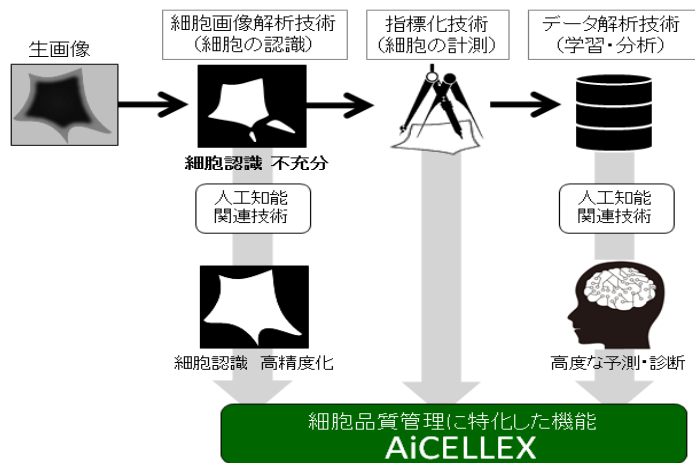 生画像
細胞画像解析技術
(細胞の認識)
指標化技術
(細胞の計測)
データ解析技術
(学習・分析)
細胞認識 不充分
人工知能
関連技術
人工知能
関連技術
細胞認識 高精度化
高度な予測・診断
細胞品質管理に特化した機能
AiCELLEX